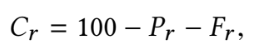 C_r = 100 − P_r − F_r,